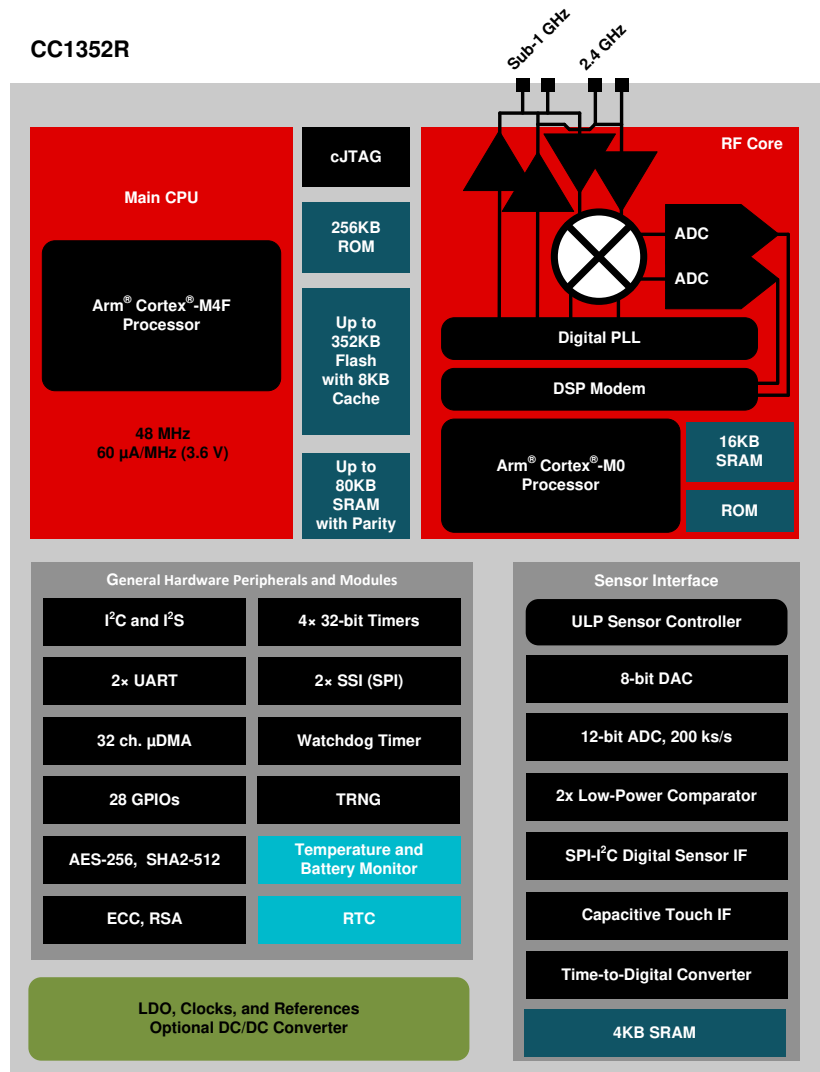 CC1352R
Sub-1 GHz
2.4 GHz
Main CPU
Arm® Cortex®-M4F
Processor
48 MHz
60 µA/MHz (3.6 V)
cJTAG
256KB
ROM
Up to
352KB
Flash
with 8KB
Cache
Up to
80KB
SRAM
with Parity
RF Core
ADC
ADC
Digital PLL
DSP Modem
Arm® Cortex®-M0
Processor
16KB
SRAM
ROM
General Hardware Peripherals and Modules
I²C and I²S
4× 32-bit Timers
2× UART
2× SSI (SPI)
32 ch. µDMA
Watchdog Timer
28 GPIOs
TRNG
AES-256, SHA2-512
Temperature and
Battery Monitor
ECC, RSA
RTC
LDO, Clocks, and References
Optional DC/DC Converter
Sensor Interface
ULP Sensor Controller
8-bit DAC
12-bit ADC, 200 ks/s
2x Low-Power Comparator
SPI-I²C Digital Sensor IF
Capacitive Touch IF
Time-to-Digital Converter
4KB SRAM